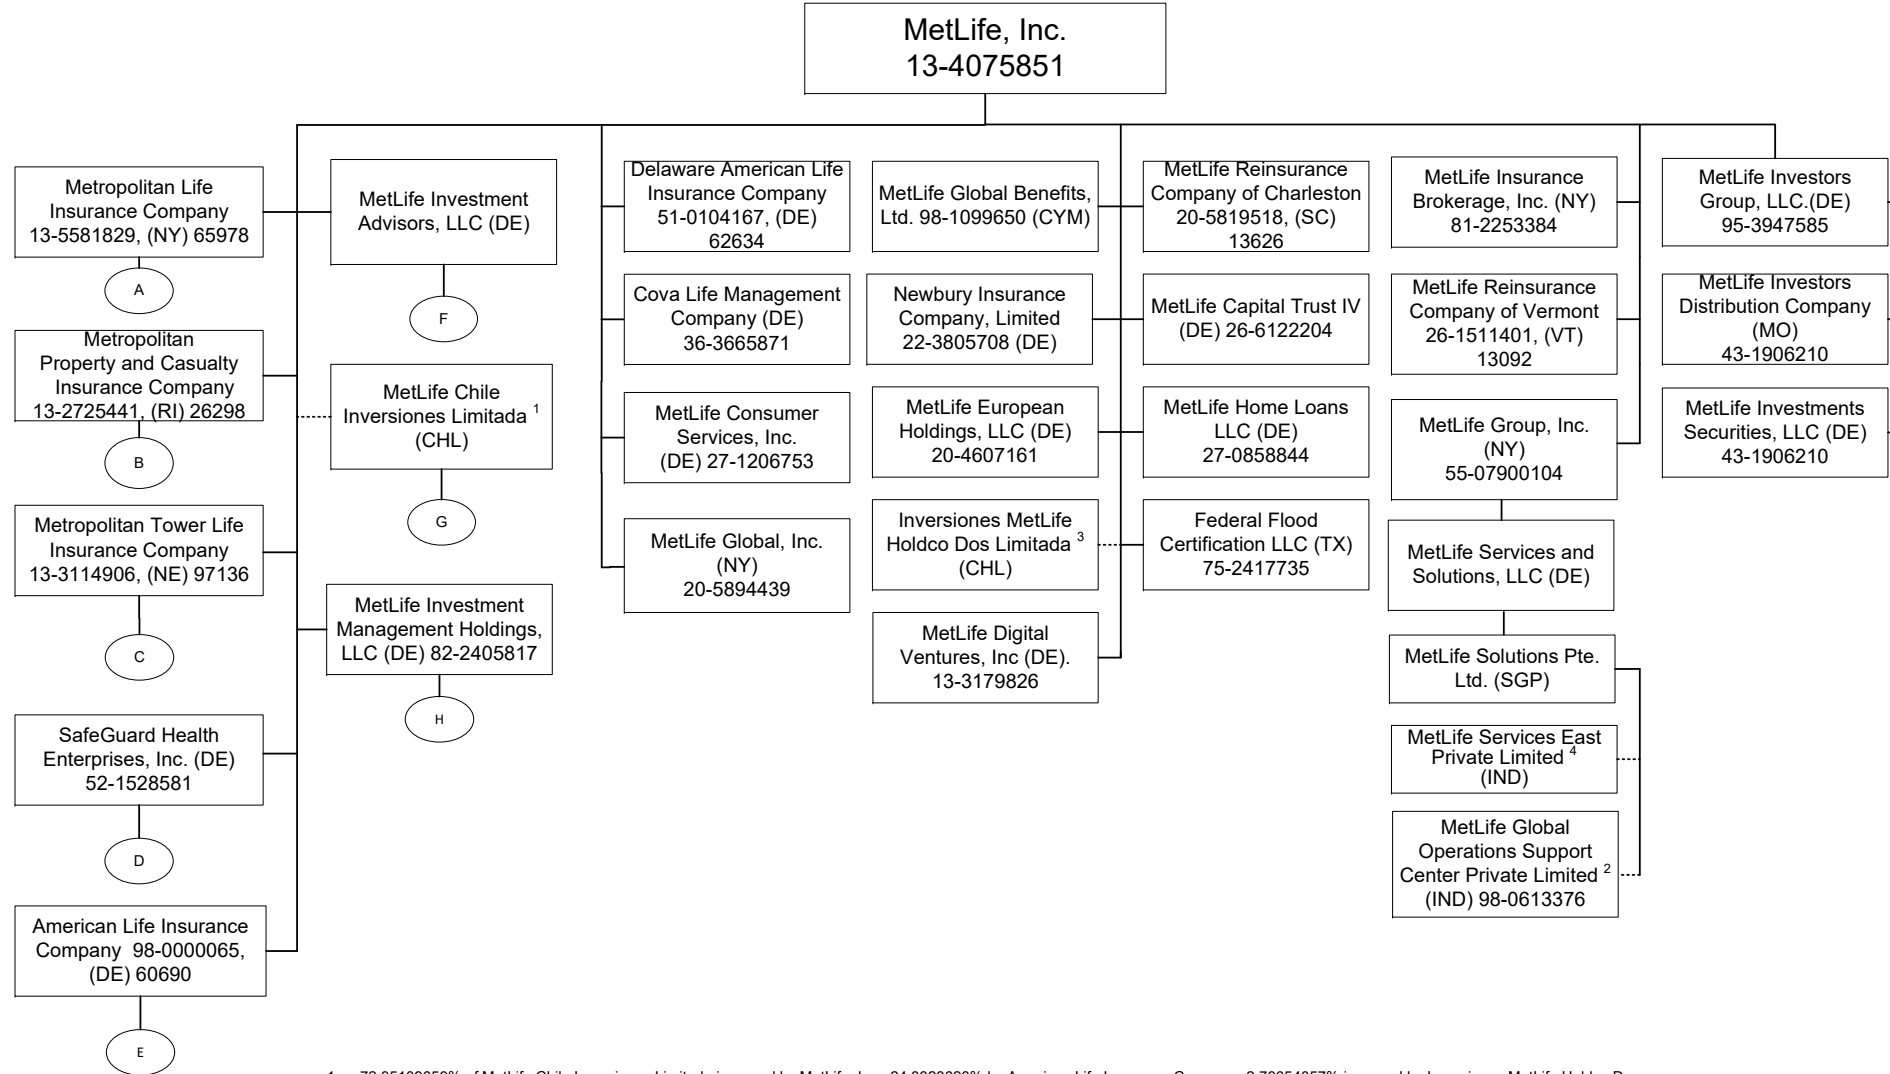 MetLife, Inc.
13-4075851
Metropolitan Life
Insurance Company
13-5581829, (NY) 65978
A
Metropolitan
Property and Casualty
Insurance Company
13-2725441, (RI) 26298
B
Metropolitan Tower Life
Insurance Company
13-3114906, (NE) 97136
C
SafeGuard Health
Enterprises, Inc. (DE)
52-1528581
D
American Life Insurance
Company 98-0000065,
(DE) 60690
E
MetLife Investment
Advisors, LLC (DE)
F
MetLife Chile
Inversiones Limitada 1
(CHL)
G
MetLife Investment
Management Holdings,
LLC (DE) 82-2405817
H
Delaware American Life
Insurance Company
51-0104167, (DE)
62634
Cova Life Management
Company (DE)
36-3665871
MetLife Consumer
Services, Inc.
(DE) 27-1206753
MetLife Global, Inc.
(NY)
20-5894439
MetLife Global Benefits,
Ltd. 98-1099650 (CYM)
Newbury Insurance
Company, Limited
22-3805708 (DE)
MetLife European
Holdings, LLC (DE)
20-4607161
Inversiones MetLife
Holdco Dos Limitada 3
(CHL)
MetLife Digital
Ventures, Inc (DE).
13-3179826
MetLife Reinsurance
Company of Charleston
20-5819518, (SC)
13626
MetLife Capital Trust IV
(DE) 26-6122204
MetLife Home Loans
LLC (DE)
27-0858844
Federal Flood
Certification LLC (TX)
75-2417735
MetLife Insurance
Brokerage, Inc. (NY)
81-2253384
MetLife Reinsurance
Company of Vermont
26-1511401, (VT)
13092
MetLife Group, Inc.
(NY)
55-07900104
MetLife Services and
Solutions, LLC (DE)
MetLife Solutions Pte.
Ltd. (SGP)
MetLife Services East
Private Limited 4
(IND)
MetLife Global
Operations Support
Center Private Limited 2
(IND) 98-0613376
MetLife Investors
Group, LLC.(DE)
95-3947585
MetLife Investors
Distribution Company
(MO)
43-1906210
MetLife Investments
Securities, LLC (DE)
43-1906210